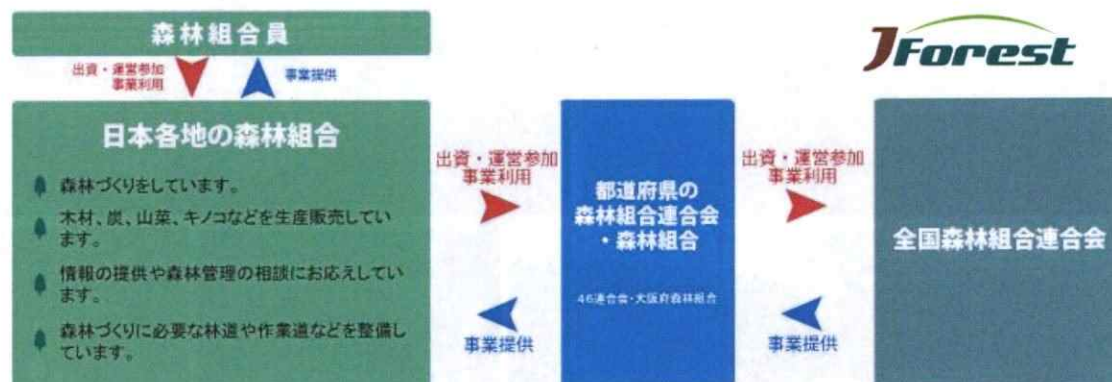 森林組合員
JForest
出資・運営参加
事業利用
事業提供
日本各地の森林組合
森林づくりをしています。
木材、炭、山菜、キノコなどを生産販売してい
ます。
情報の提供や森林管理の相談にお応えしてい
ます。
森林づくりに必要な林道や作業道などを整備し
ています。
出資・運営参加
事業利用
事業提供
都道府県の
森林組合連合会
・森林組合
46連合会・大阪府森林組合
出資・運営参加
事業利用
事業提供
全国森林組合連合会